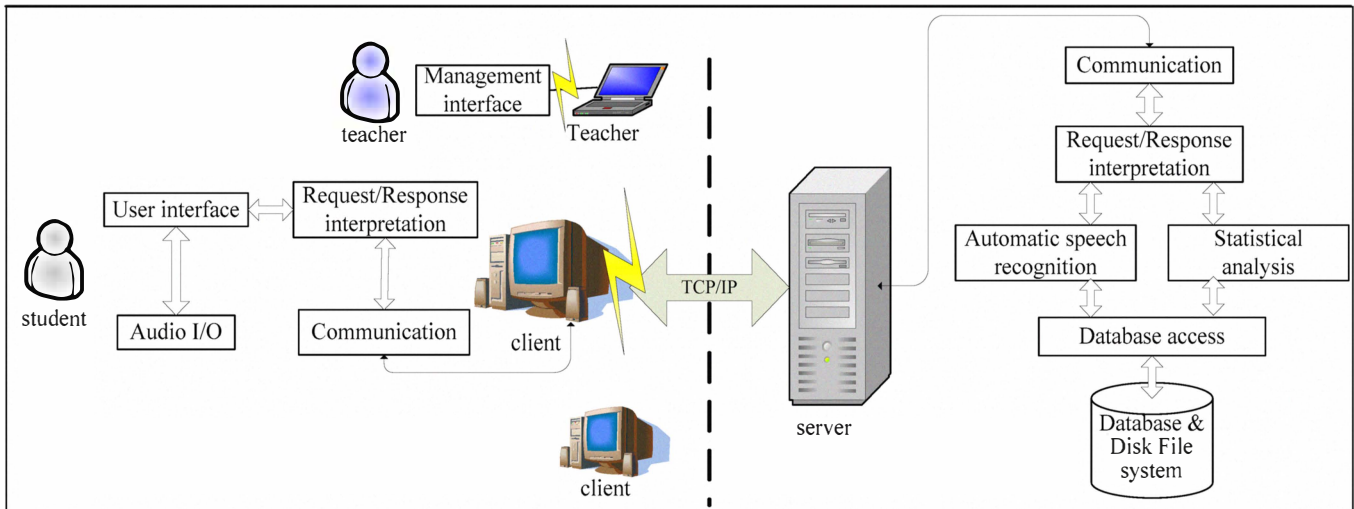 Management
interface
teacher
Teacher
User interface
Request/Response
interpretation
student
Audio I/O
Communication
client
client
TCP/IP
server
Communication
Request/Response
interpretation
Automatic speech
recognition
Statistical
analysis
Database access
Database &
Disk File
system